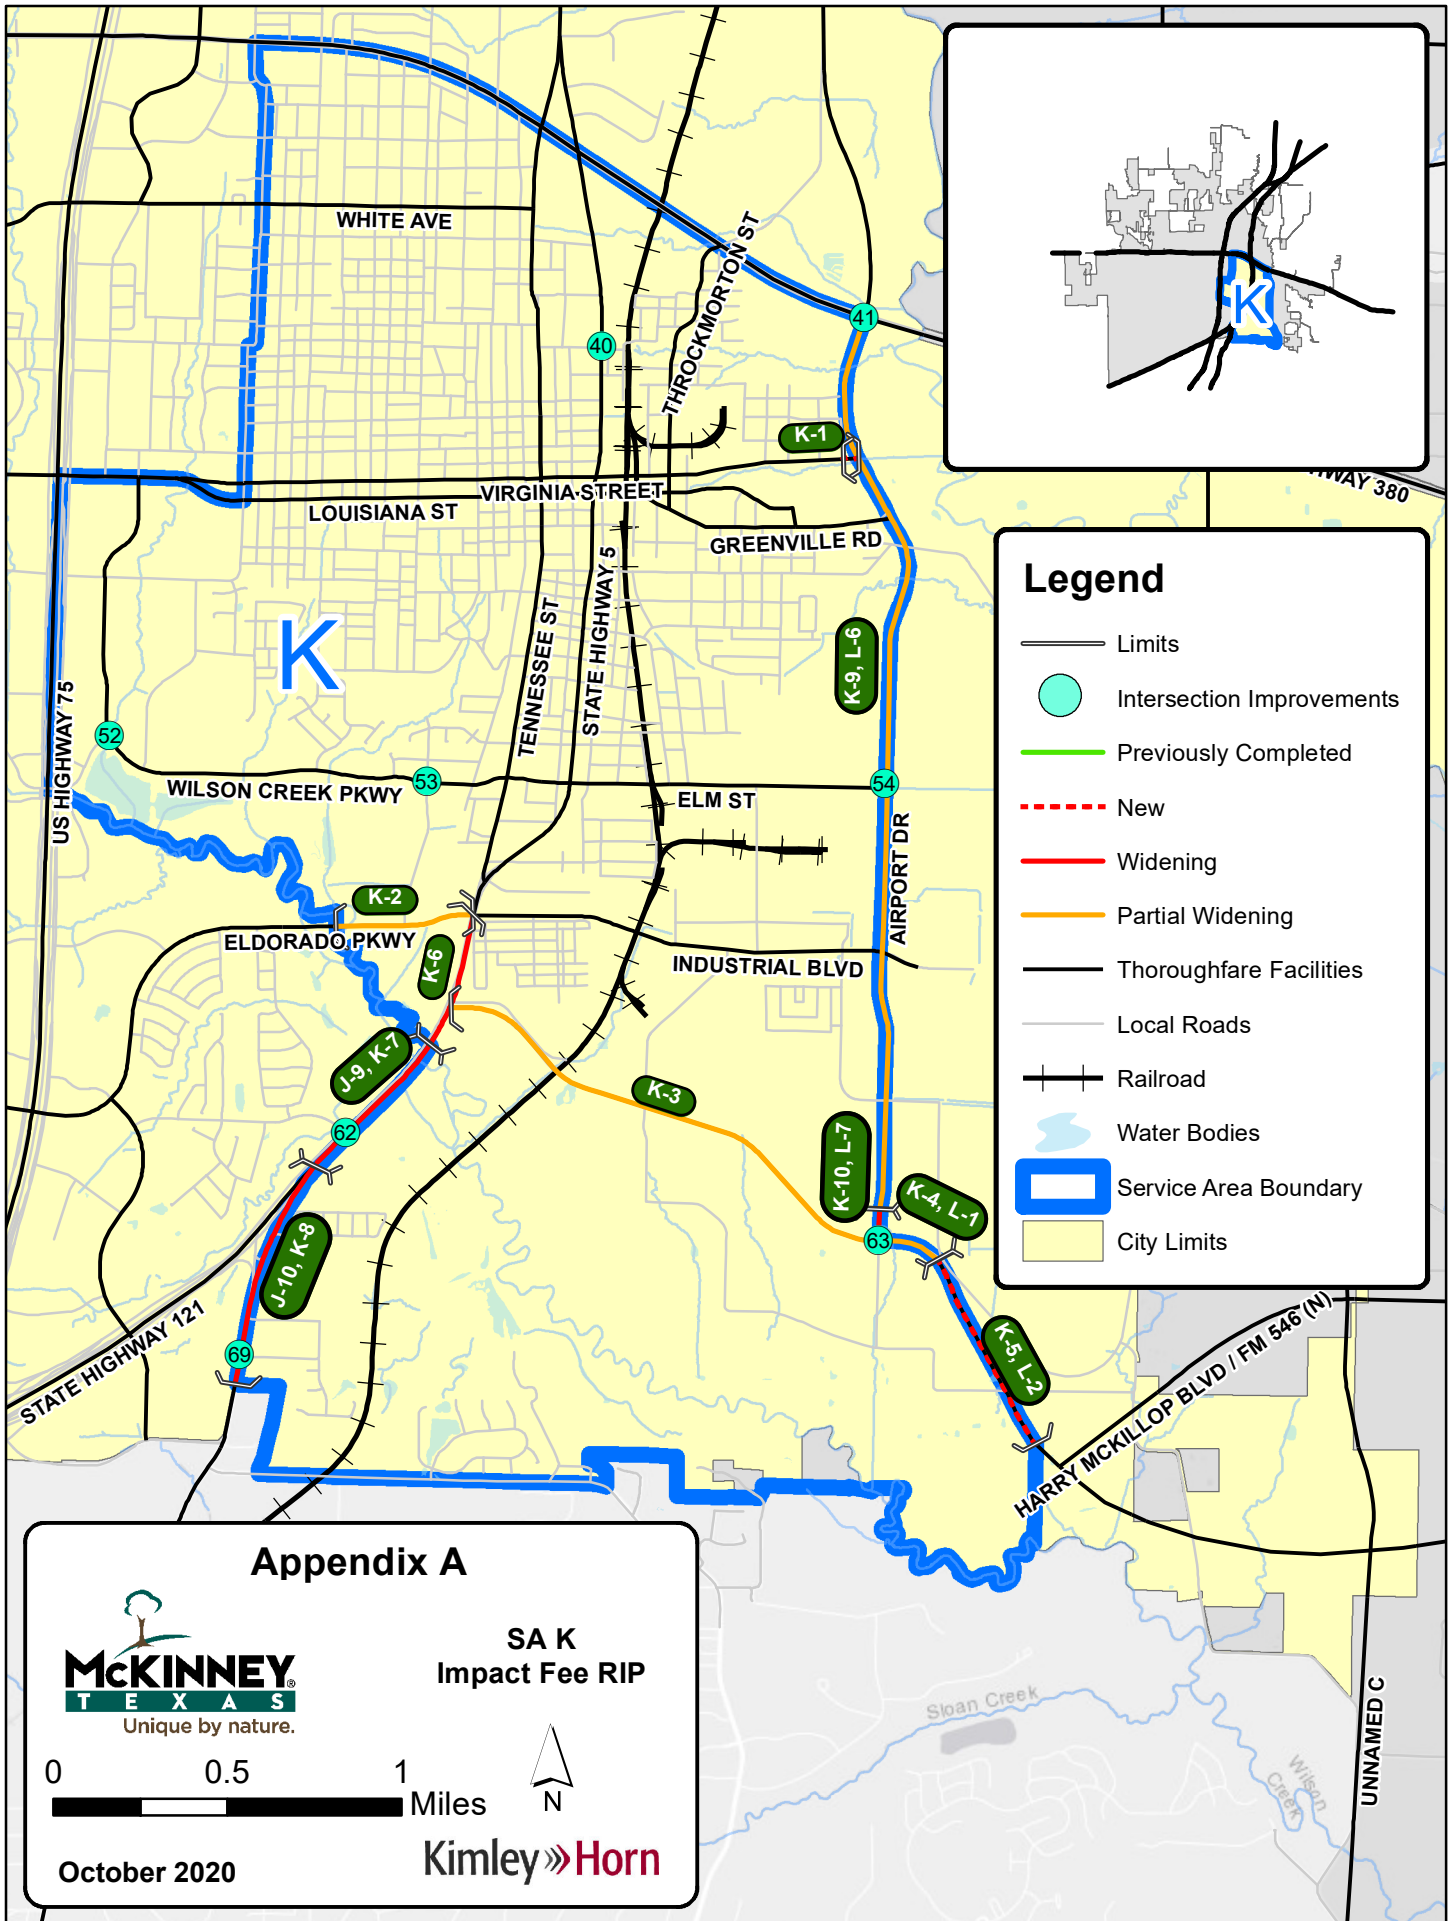 WHITE AVE
THROCKMORTON ST
41
40
K
K-1
HWAY 380
VIRGINIA STREET
LOUISIANA ST
GREENVILLE RD
STATE HIGHWAY 5
TENNESSEE ST
K
K-9, L-6
US HIGHWAY 75
52
53
54
WILSON CREEK PKWY
ELM ST
AIRPORT DR
K-2
ELDORADO PKWY
K-6
INDUSTRIAL BLVD
J-9, K-7
K-3
62
K-10, L-7
K-4, L-1
63
J-10, K-8
K-5, L-2
69
STATE HIGHWAY 121
HARRY MCKILLOP BLVD / FM 546 (N)
UNNAMED C
Sloan Creek
Wilson
Creek
Legend
Limits
Intersection Improvements
Previously Completed
New
Widening
Partial Widening
Thoroughfare Facilities
Local Roads
Railroad
Water Bodies
Service Area Boundary
City Limits
Appendix A
McKINNEY®
TEXAS
Unique by nature.
SA K
Impact Fee RIP
0 0.5 1
Miles
N
October 2020
Kimley»Horn